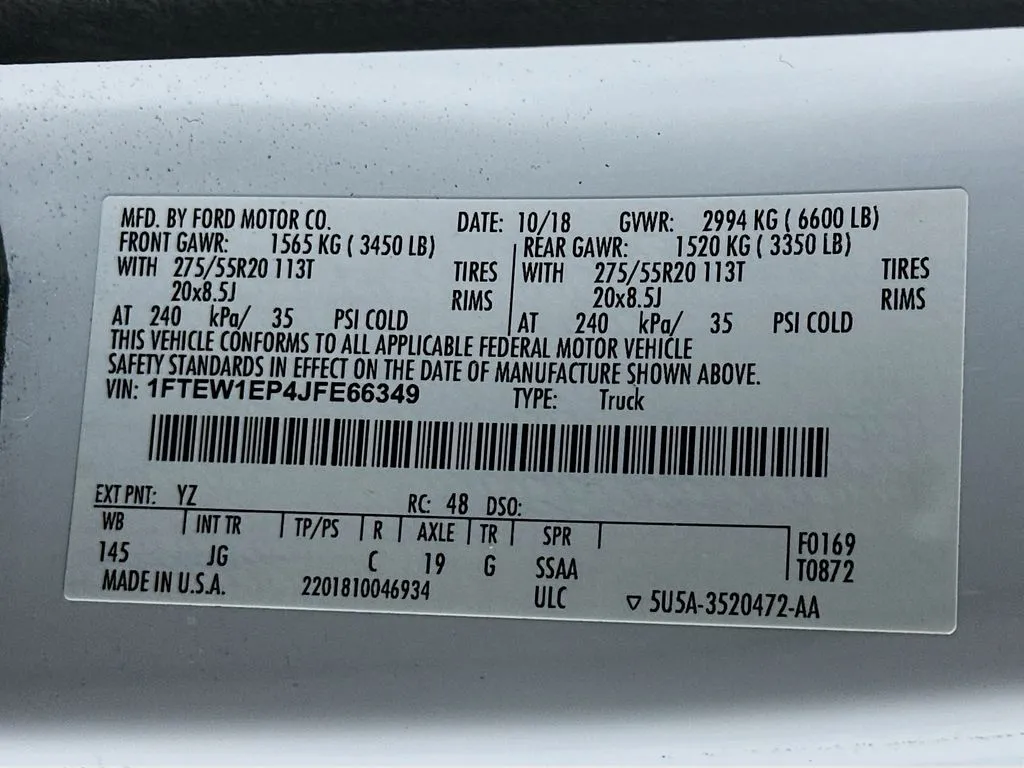 MFD. BY FORD MOTOR CO. DATE: 10/18 GVWR: 2994 KG ( 6600 LB)
FRONT GAWR: 1565 KG ( 3450 LB) REAR GAWR: 1520 KG ( 3350 LB)
WITH 275/55R20 113T TIRES WITH 275/55R20 113T TIRES
20x8.5J RIMS 20x8.5J RIMS
AT 240 kPa/ 35 PSI COLD AT 240 kPa/ 35 PSI COLD
THIS VEHICLE CONFORMS TO ALL APPLICABLE FEDERAL MOTOR VEHICLE
SAFETY STANDARDS IN EFFECT ON THE DATE OF MANUFACTURE SHOWN ABOVE.
VIN: 1FTEW1EP4JFE66349 TYPE: Truck
EXT PNT: YZ RC: 48 DSO:
WB INT TR TP/PS R AXLE TR SPR
145 JG C 19 G SSAA
F0169
T0872
MADE IN U.S.A. 2201810046934 ULC ▽ 5U5A-3520472-AA